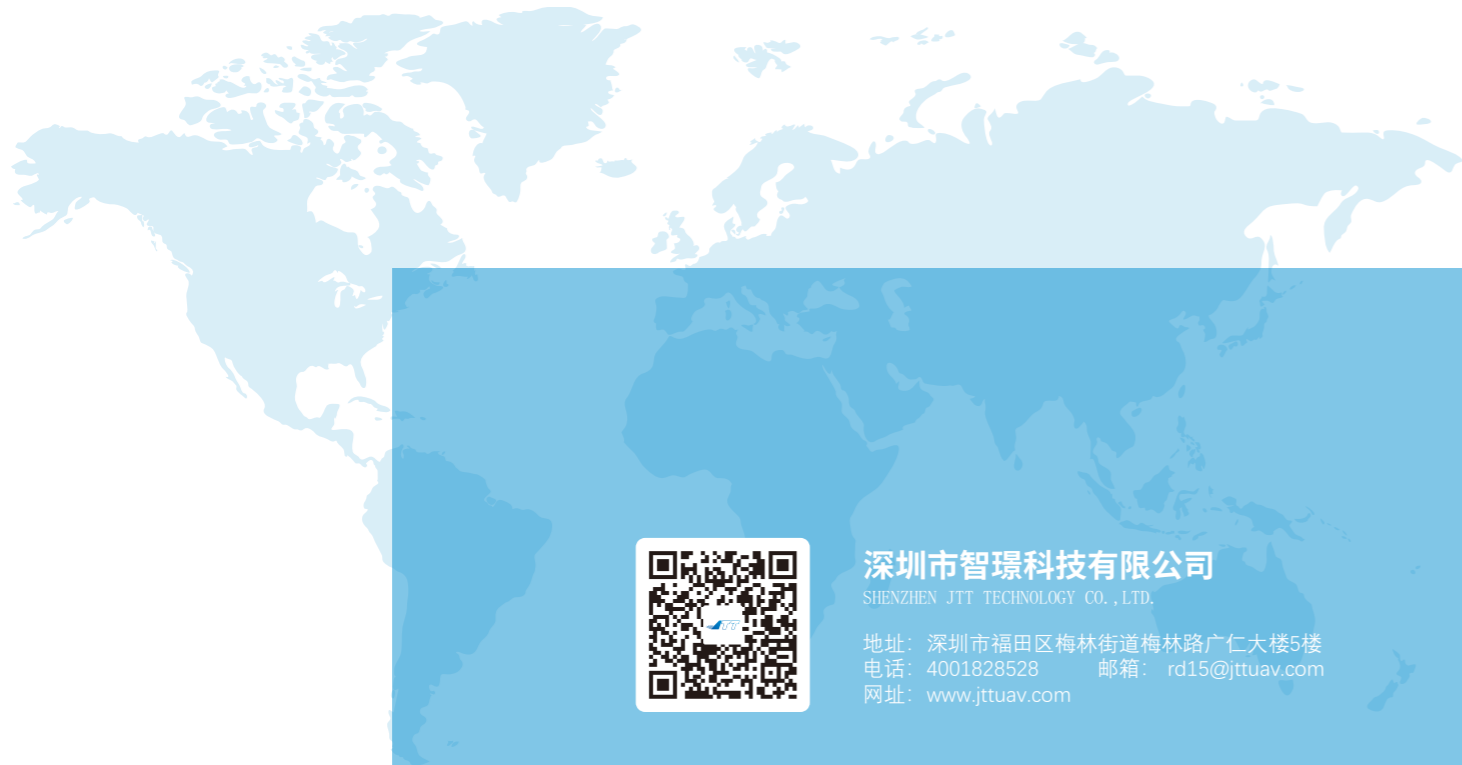 JTT
深圳市智璟科技有限公司
SHENZHEN JTT TECHNOLOGY CO.,LTD.
地址：深圳市福田区梅林街道梅林路广仁大楼5楼
电话：4001828528 邮箱：rd15@jttuav.com
网址：www.jttuav.com